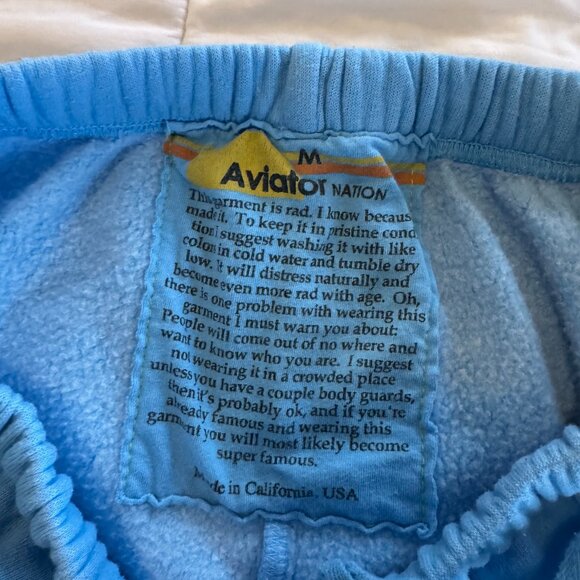 M
Aviator NATION
This garment is rad. I know because
made it. To keep it in pristine cond
tion I suggest washing it with like
colors in cold water and tumble dry
low. It will distress naturally and
become even more rad with age. Oh,
there is one problem with wearing this
garment I must warn you about:
People will come out of no where and
want to know who you are. I suggest
not wearing it in a crowded place
unless you have a couple body guards,
then it's probably ok, and if you're
already famous and wearing this
garment you will most likely become
super famous.
Made in California, USA